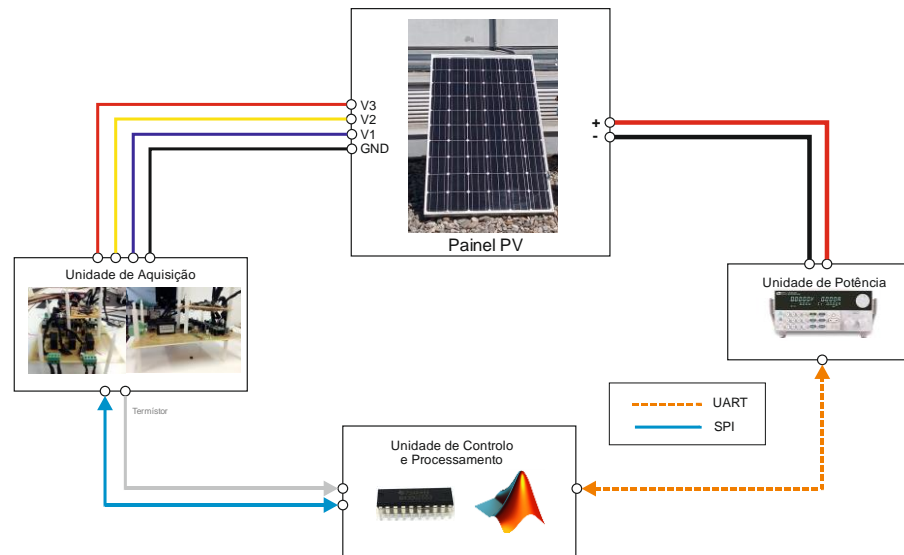 V3
V2
V1
GND
+
-
Painel PV
Unidade de Aquisição
Unidade de Potência
Termistor
UART
SPI
Unidade de Controlo
e Processamento